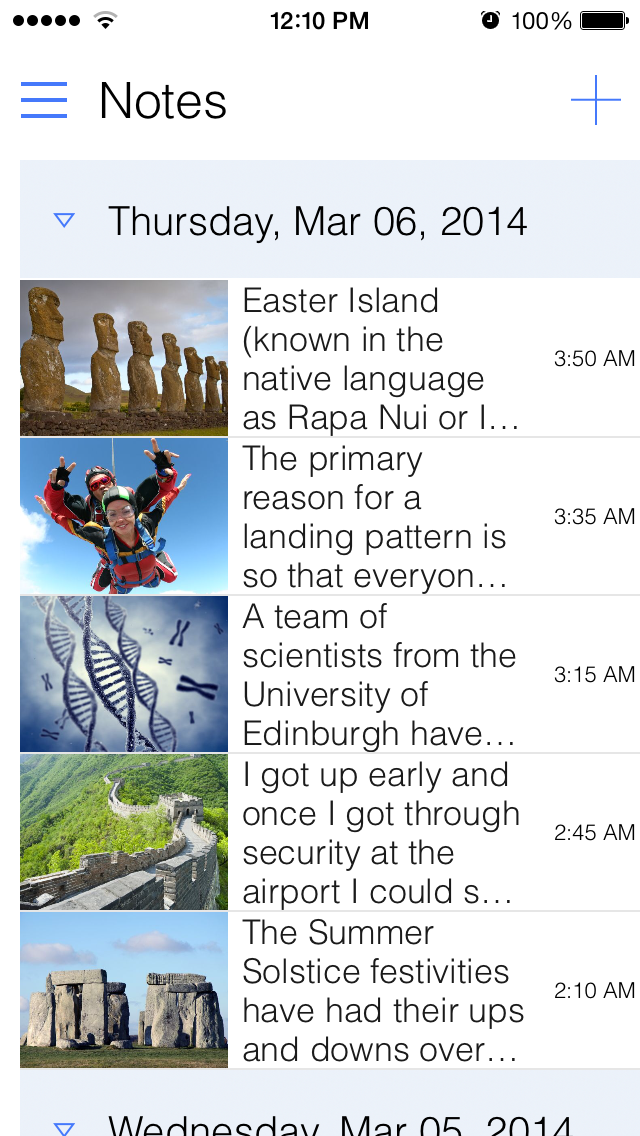 12:10 PM 100%
Notes
Thursday, Mar 06, 2014
Easter Island
(known in the
native language
as Rapa Nui or I...
3:50 AM
The primary
reason for a
landing pattern is
so that everyon...
3:35 AM
A team of
scientists from the
University of
Edinburgh have...
3:15 AM
I got up early and
once I got through
security at the
airport I could s...
2:45 AM
The Summer
Solstice festivities
have had their ups
and downs over...
2:10 AM
Wednesday, Mar 05, 2014